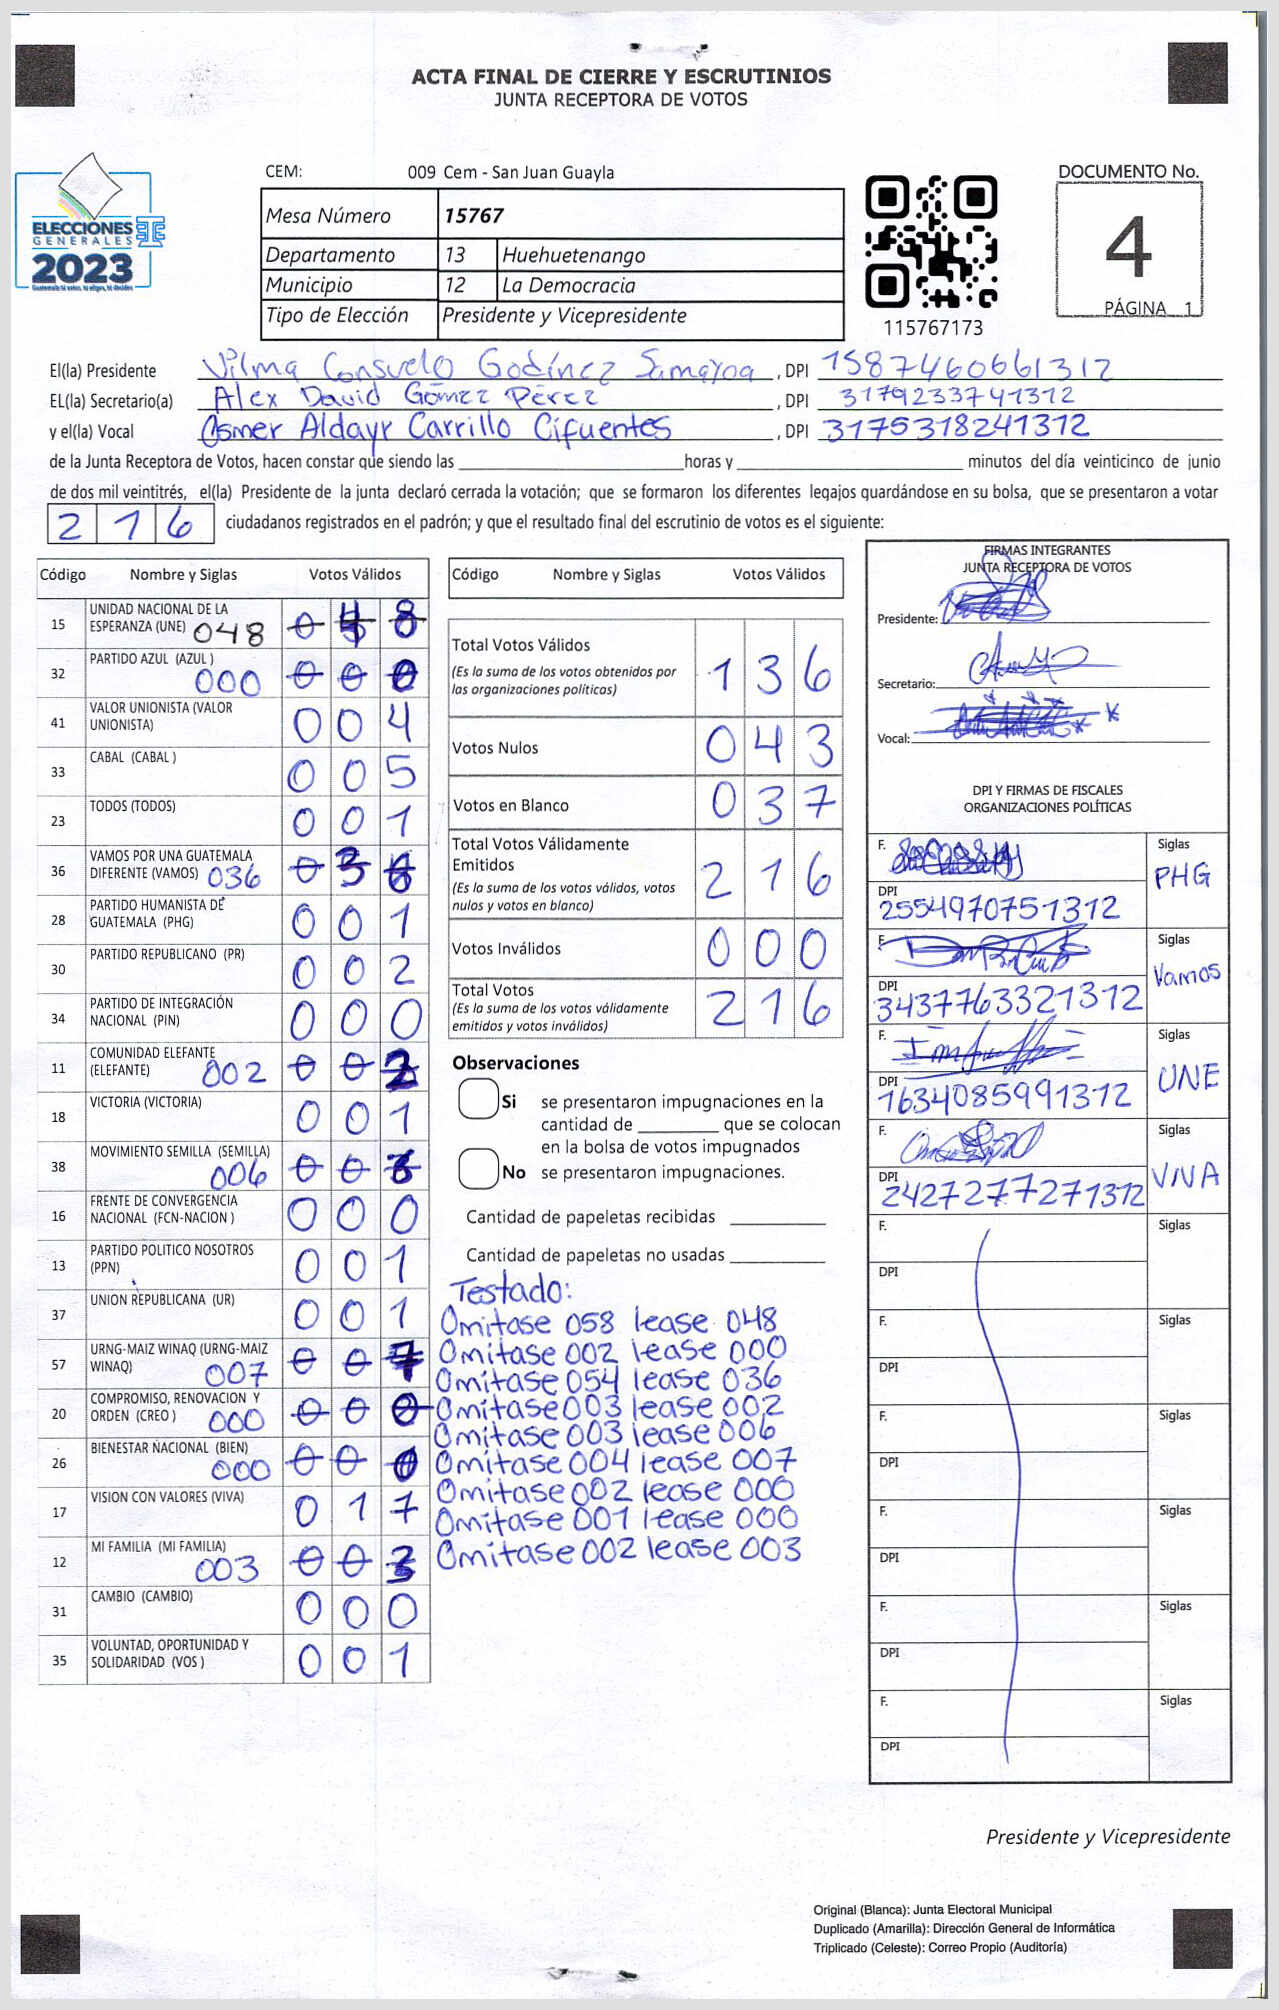 ACTA FINAL DE CIERRE Y ESCRUTINIOS
JUNTA RECEPTORA DE VOTOS
ELECCIONES
GENERALES
2023
CEM: 009 Cem - San Juan Guayla
Mesa Número 15767
Departamento 13 Huehuetenango
Municipio 12 La Democracia
Tipo de Elección Presidente y Vicepresidente
115767173
DOCUMENTO No.
4
PÁGINA 1
El(la) Presidente Vilma Consuelo Godínez Samayoa, DPI 1587460661312
EL(la) Secretario(a) Alex David Gómez Pérez, DPI 3179233741312
y el(la) Vocal Osmer Aldayr Carrillo Cifuentes, DPI 3175318241312
de la Junta Receptora de Votos, hacen constar que siendo las horas y minutos del día veinticinco de junio
de dos mil veintitrés, el(la) Presidente de la junta declaró cerrada la votación; que se formaron los diferentes legajos quardándose en su bolsa, que se presentaron a votar
2 1 6 ciudadanos registrados en el padrón; y que el resultado final del escrutinio de votos es el siguiente:
Código Nombre y Siglas Votos Válidos
15 UNIDAD NACIONAL DE LA
ESPERANZA (UNE) 048
32 PARTIDO AZUL (AZUL )
000 0 0 0
41 VALOR UNIONISTA (VALOR
UNIONISTA) 0 0 4
33 CABAL (CABAL ) 0 0 5
23 TODOS (TODOS) 0 0 1
36 VAMOS POR UNA GUATEMALA
DIFERENTE (VAMOS) 036
28 PARTIDO HUMANISTA DE
GUATEMALA (PHG) 0 0 1
30 PARTIDO REPUBLICANO (PR) 0 0 2
34 PARTIDO DE INTEGRACIÓN
NACIONAL (PIN) 0 0 0
11 COMUNIDAD ELEFANTE
(ELEFANTE) 002 0 0 2
18 VICTORIA (VICTORIA) 0 0 1
38 MOVIMIENTO SEMILLA (SEMILLA)
006
16 FRENTE DE CONVERGENCIA
NACIONAL (FCN-NACION ) 0 0 0
13 PARTIDO POLITICO NOSOTROS
(PPN) 0 0 1
37 UNION REPUBLICANA (UR) 0 0 1
57 URNG-MAIZ WINAQ (URNG-MAIZ
WINAQ) 007 0 0 7
20 COMPROMISO, RENOVACION Y
ORDEN (CREO ) 000 0 0 0
26 BIENESTAR NACIONAL (BIEN)
000 0 0 0
17 VISION CON VALORES (VIVA) 0 1 7
12 MI FAMILIA (MI FAMILIA)
003 0 0 3
31 CAMBIO (CAMBIO) 0 0 0
35 VOLUNTAD, OPORTUNIDAD Y
SOLIDARIDAD (VOS ) 0 0 1
Código Nombre y Siglas Votos Válidos
Total Votos Válidos
(Es la suma de los votos obtenidos por
las organizaciones políticas) 1 3 6
Votos Nulos 0 4 3
Votos en Blanco 0 3 7
Total Votos Válidamente
Emitidos
(Es la suma de los votos válidos, votos
nulos y votos en blanco) 2 1 6
Votos Inválidos 0 0 0
Total Votos
(Es la suma de los votos válidamente
emitidos y votos inválidos) 2 1 6
Observaciones
Si se presentaron impugnaciones en la
cantidad de que se colocan
en la bolsa de votos impugnados
No se presentaron impugnaciones.
Cantidad de papeletas recibidas
Cantidad de papeletas no usadas
Testado:
Omitase 058 lease 048
Omitase 002 lease 000
Omitase 054 lease 036
Omitase 003 lease 002
Omitase 003 lease 006
Omitase 004 lease 007
Omitase 002 lease 000
Omitase 001 lease 000
Omitase 002 lease 003
FIRMAS INTEGRANTES
JUNTA RECEPTORA DE VOTOS
Presidente:
Secretario:
Vocal:
DPI Y FIRMAS DE FISCALES
ORGANIZACIONES POLÍTICAS
F. Siglas
PHG
DPI
2554970751312
F. Siglas
Vamos
DPI
3437763321312
F. Siglas
UNE
DPI
1634085991312
F. Siglas
VIVA
DPI
2427277271312
F. Siglas
DPI
F. Siglas
DPI
F. Siglas
DPI
F. Siglas
DPI
F. Siglas
DPI
F. Siglas
DPI
Presidente y Vicepresidente
Original (Blanca): Junta Electoral Municipal
Duplicado (Amarilla): Dirección General de Informática
Triplicado (Celeste): Correo Propio (Auditoría)